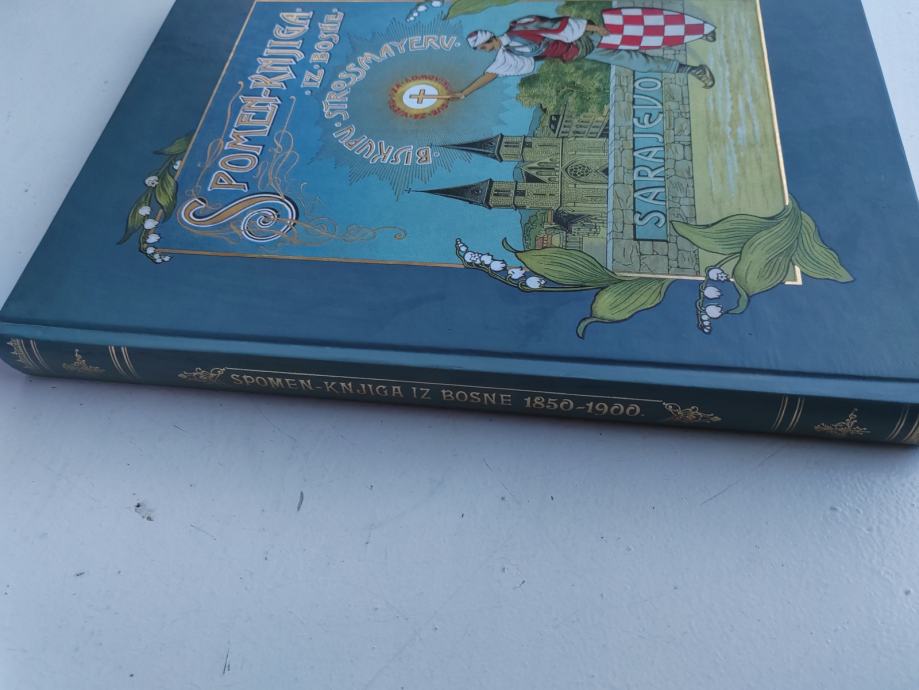 SPOMEN-KNJIGA
·IZ·BOSNE·
·BISKUPU·STROSSMAYERU·
SARAJEVO
SPOMEN-KNJIGA IZ BOSNE 1850-1900.